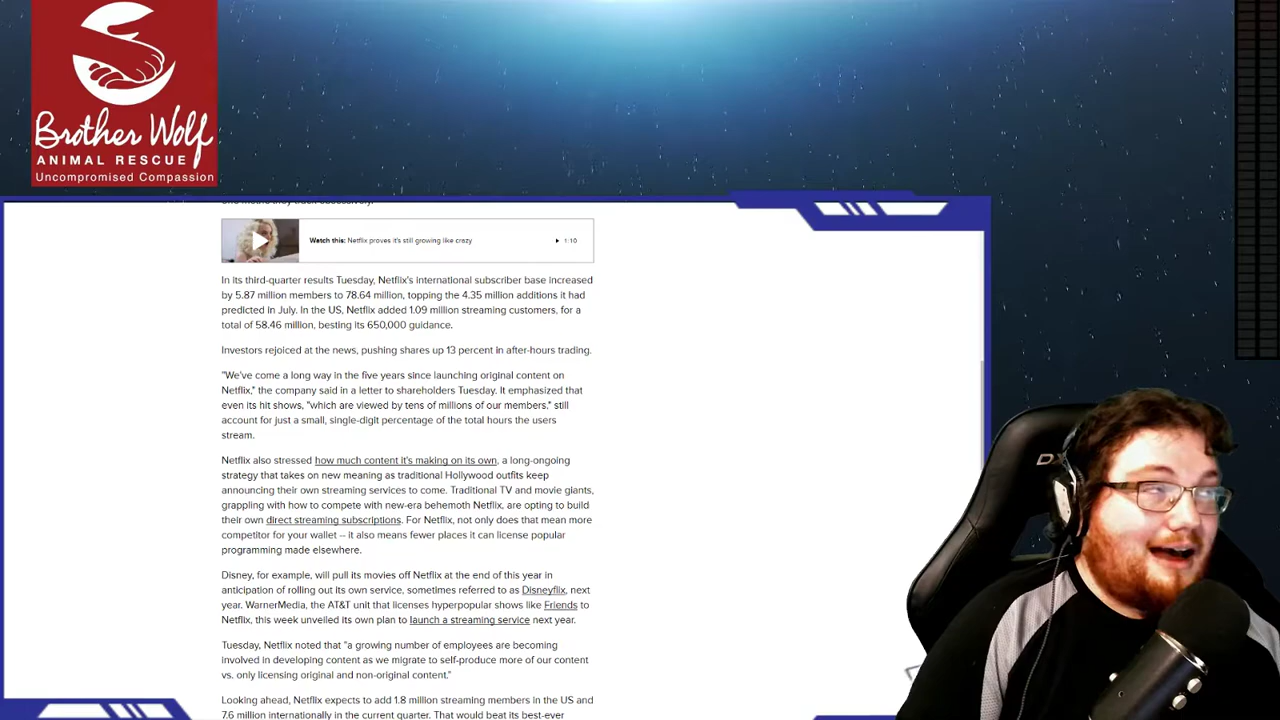 Brother Wolf
ANIMAL RESCUE
Uncompromised Compassion
Watch this: Netflix proves it's still growing like crazy
1:10
In its third-quarter results Tuesday, Netflix's international subscriber base increased
by 5.87 million members to 78.64 million, topping the 4.35 million additions it had
predicted in July. In the US, Netflix added 1.09 million streaming customers, for a
total of 58.46 million, besting its 650,000 guidance.
Investors rejoiced at the news, pushing shares up 13 percent in after-hours trading.
"We've come a long way in the five years since launching original content on
Netflix," the company said in a letter to shareholders Tuesday. It emphasized that
even its hit shows, "which are viewed by tens of millions of our members," still
account for just a small, single-digit percentage of the total hours the users
stream.
Netflix also stressed how much content it's making on its own, a long-ongoing
strategy that takes on new meaning as traditional Hollywood outfits keep
announcing their own streaming services to come. Traditional TV and movie giants,
grappling with how to compete with new-era behemoth Netflix, are opting to build
their own direct streaming subscriptions. For Netflix, not only does that mean more
competitor for your wallet -- it also means fewer places it can license popular
programming made elsewhere.
Disney, for example, will pull its movies off Netflix at the end of this year in
anticipation of rolling out its own service, sometimes referred to as Disneyflix, next
year. WarnerMedia, the AT&T unit that licenses hyperpopular shows like Friends to
Netflix, this week unveiled its own plan to launch a streaming service next year.
Tuesday, Netflix noted that "a growing number of employees are becoming
involved in developing content as we migrate to self-produce more of our content
vs. only licensing original and non-original content."
Looking ahead, Netflix expects to add 1.8 million streaming members in the US and
7.6 million internationally in the current quarter. That would beat its best-ever